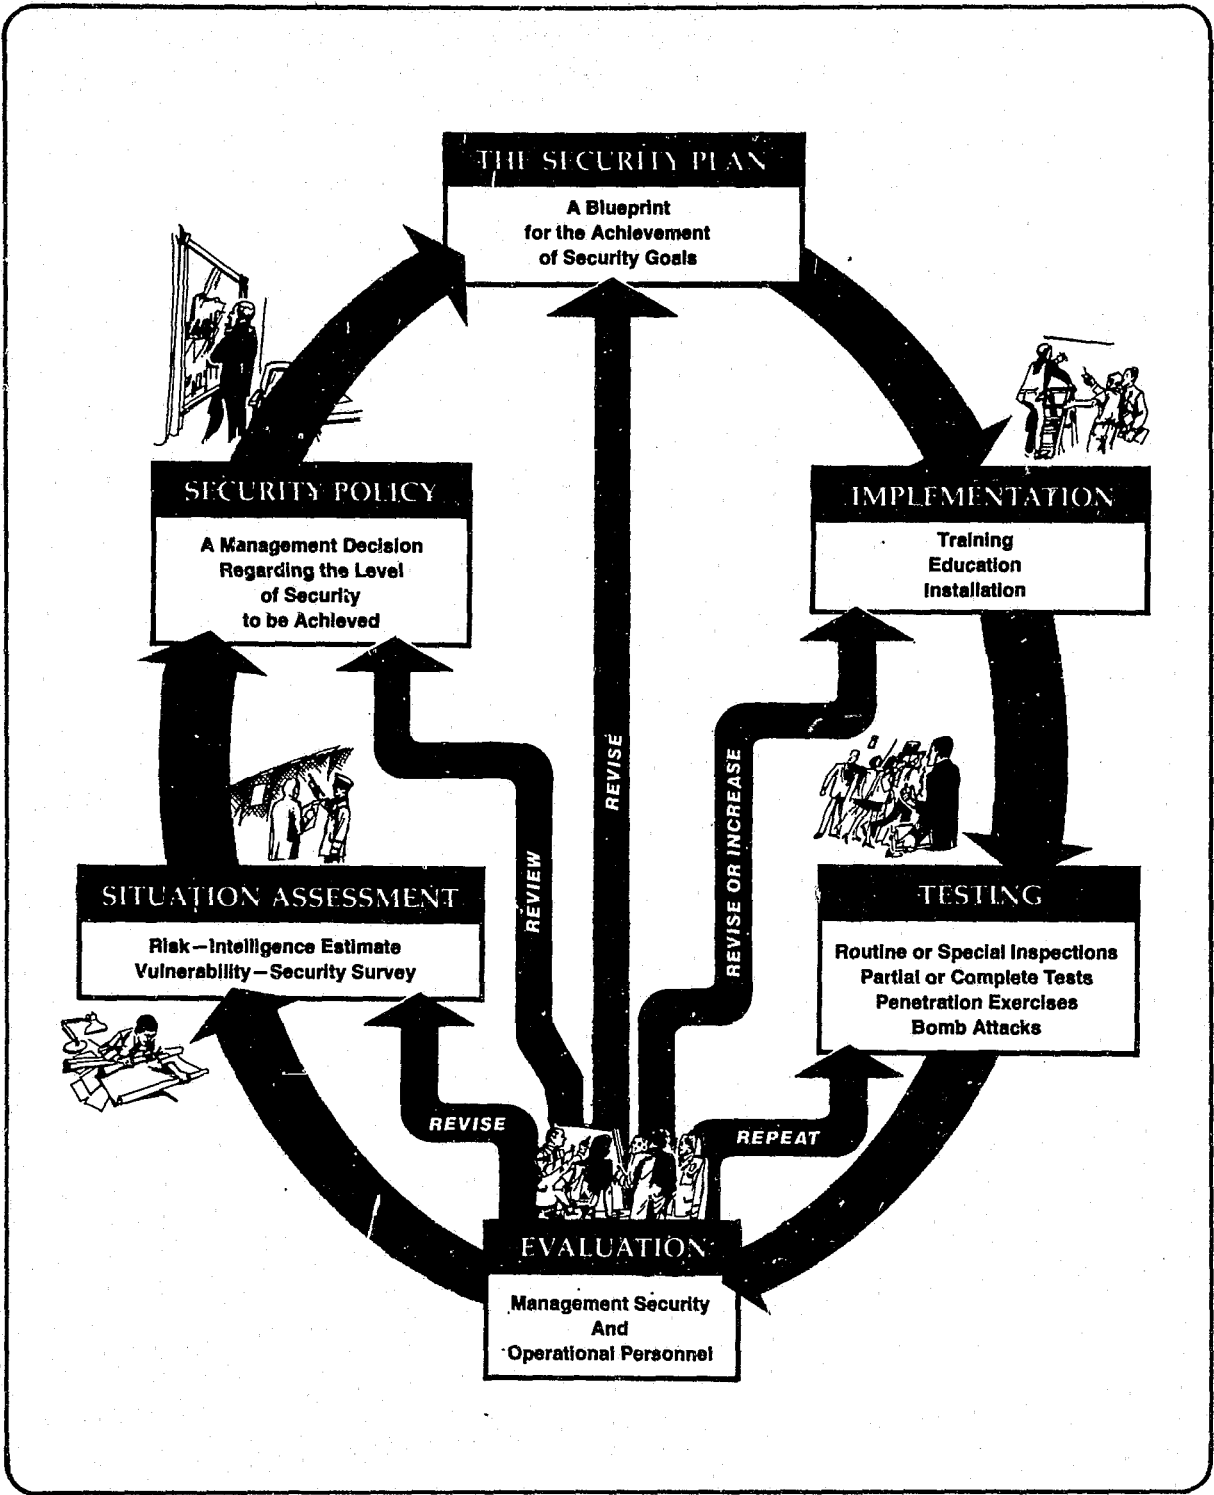 THE SECURITY PLAN
A Blueprint
for the Achievement
of Security Goals
SECURITY POLICY
A Management Decision
Regarding the Level
of Security
to be Achieved
IMPLEMENTATION
Training
Education
Installation
REVISE
REVISE OR INCREASE
REVIEW
SITUATION ASSESSMENT
Risk—Intelligence Estimate
Vulnerability—Security Survey
TESTING
Routine or Special Inspections
Partial or Complete Tests
Penetration Exercises
Bomb Attacks
REVISE
REPEAT
EVALUATION
Management Security
And
Operational Personnel